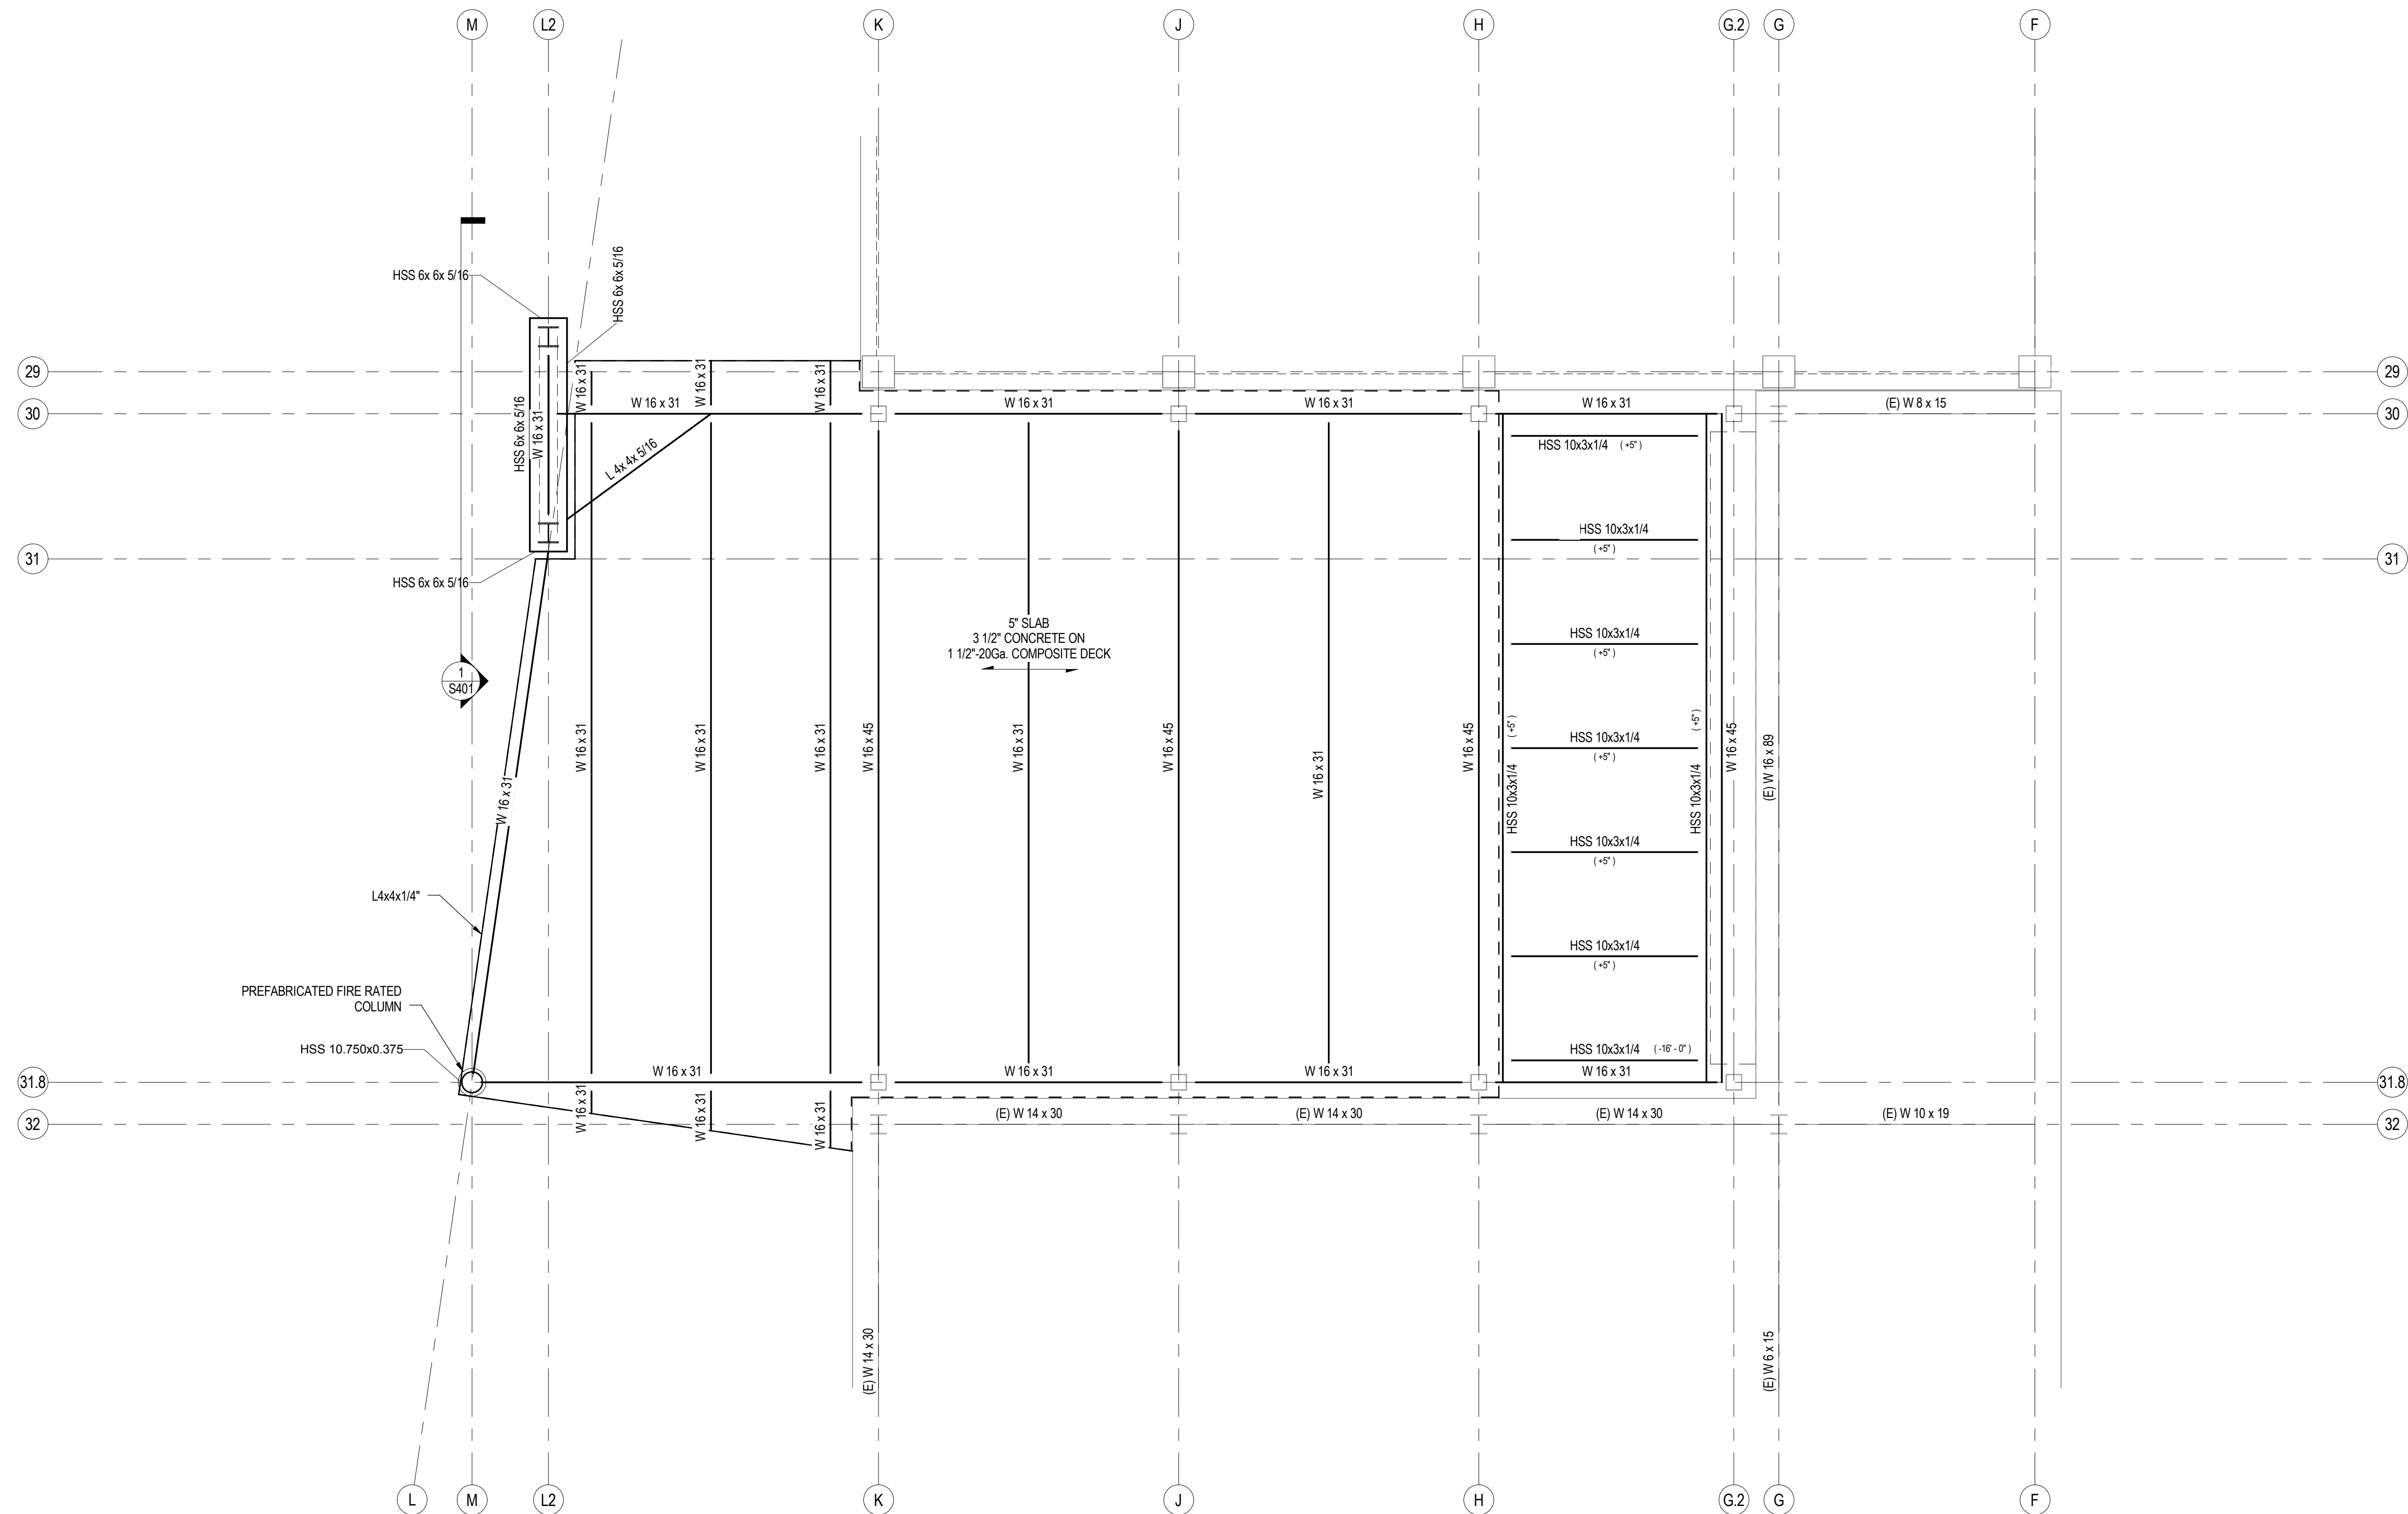 M
L2
K
J
H
G.2
G
F
HSS 6x 6x 5/16
HSS 6x 6x 5/16
29
29
W 16 x 31
W 16 x 31
W 16 x 31
30
W 16 x 31
W 16 x 31
W 16 x 31
W 16 x 31
(E) W 8 x 15
30
HSS 6x 6x 5/16
W 16 x 31
L 4x 4x 5/16
HSS 10x3x1/4 ( +5" )
HSS 10x3x1/4
( +5" )
31
31
HSS 6x 6x 5/16
5" SLAB
3 1/2" CONCRETE ON
1 1/2"-20Ga. COMPOSITE DECK
HSS 10x3x1/4
( +5" )
1
S401
W 16 x 31
W 16 x 31
W 16 x 31
W 16 x 31
W 16 x 45
W 16 x 31
W 16 x 45
W 16 x 31
W 16 x 45
HSS 10x3x1/4 ( +5" )
HSS 10x3x1/4
( +5" )
HSS 10x3x1/4 ( +5" )
W 16 x 45
(E) W 16 x 89
HSS 10x3x1/4
( +5" )
L4x4x1/4"
HSS 10x3x1/4
( +5" )
PREFABRICATED FIRE RATED
COLUMN
HSS 10.750x0.375
HSS 10x3x1/4 ( -16' - 0" )
31.8
W 16 x 31
W 16 x 31
W 16 x 31
W 16 x 31
31.8
W 16 x 31
W 16 x 31
W 16 x 31
32
(E) W 14 x 30
(E) W 14 x 30
(E) W 14 x 30
(E) W 10 x 19
32
(E) W 14 x 30
(E) W 6 x 15
L
M
L2
K
J
H
G.2
G
F